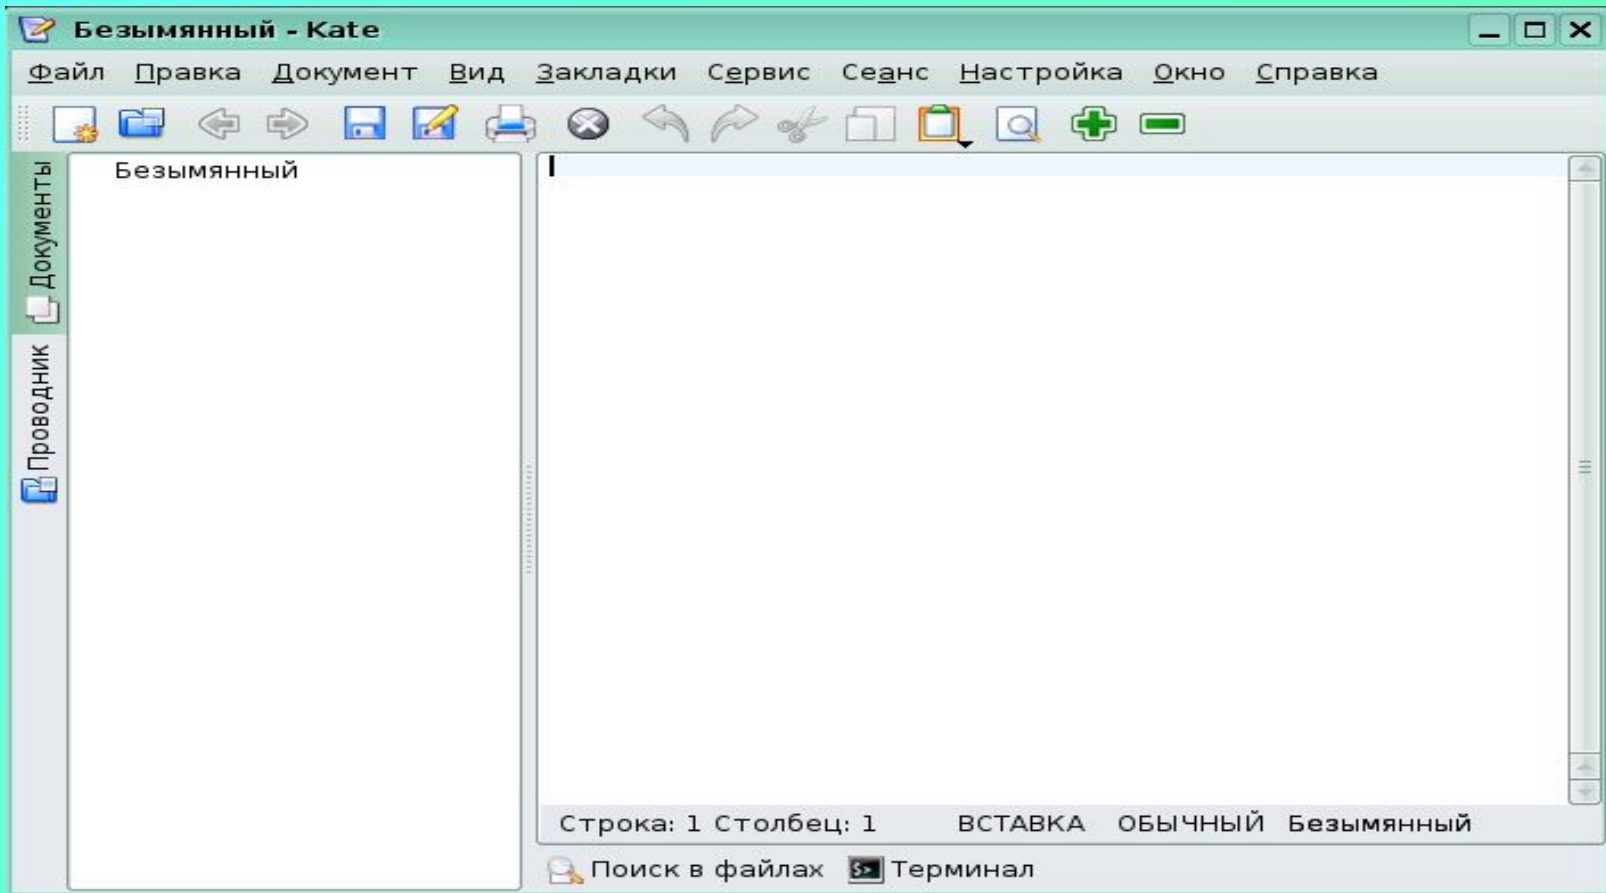 Безымянный - Kate
Файл Правка Документ Вид Закладки Сервис Сеанс Настройка Окно Справка
Документы
Проводник
Безымянный
Строка: 1 Столбец: 1 ВСТАВКА ОБЫЧНЫЙ Безымянный
Поиск в файлах Терминал